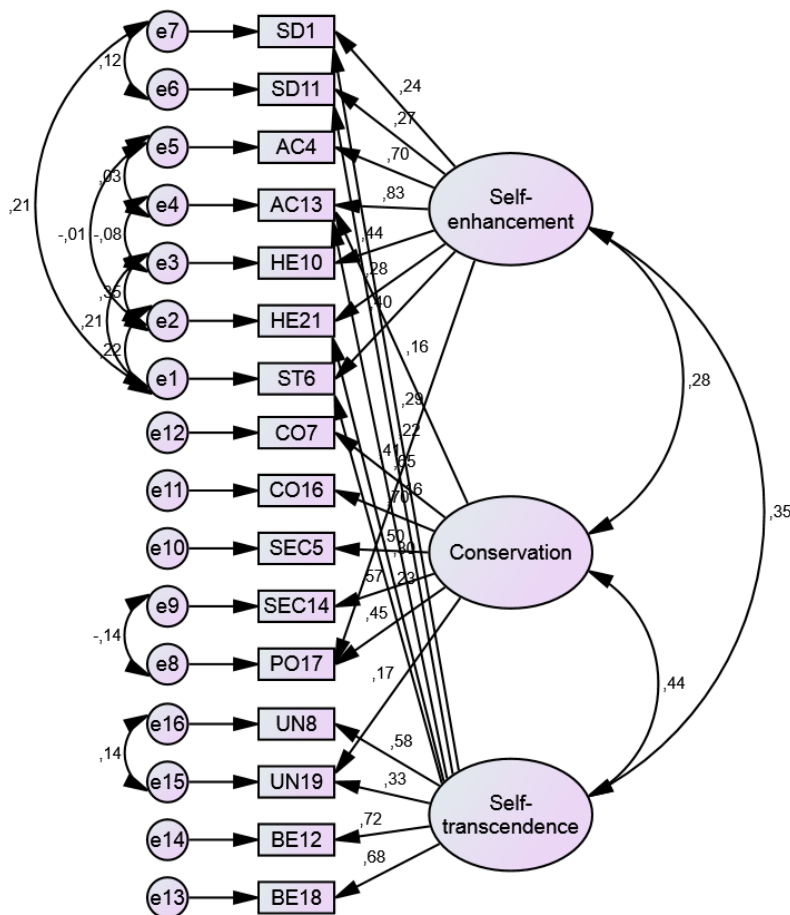 e7
SD1
,12
,24
e6
SD11
,27
e5
AC4
,70
,03
e4
AC13
,83
Self-
enhancement
,21
-,01
-,08
,44
e3
HE10
,28
,35
,40
e2
HE21
,21
,22
,16
e1
ST6
,28
,29
e12
CO7
,22
,41
e11
CO16
,70
,35
,50
e10
SEC5
Conservation
,57
,23
e9
SEC14
,45
-,14
e8
PO17
,17
,44
e16
UN8
,58
,14
e15
UN19
,33
Self-
transcendence
,72
e14
BE12
,68
e13
BE18